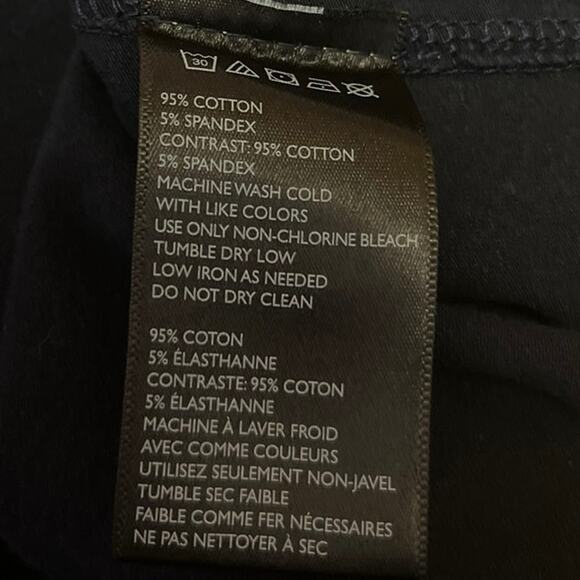 30
95% COTTON
5% SPANDEX
CONTRAST: 95% COTTON
5% SPANDEX
MACHINE WASH COLD
WITH LIKE COLORS
USE ONLY NON-CHLORINE BLEACH
TUMBLE DRY LOW
LOW IRON AS NEEDED
DO NOT DRY CLEAN
95% COTON
5% ÉLASTHANNE
CONTRASTE: 95% COTON
5% ÉLASTHANNE
MACHINE À LAVER FROID
AVEC COMME COULEURS
UTILISEZ SEULEMENT NON-JAVEL
TUMBLE SEC FAIBLE
FAIBLE COMME FER NÉCESSAIRES
NE PAS NETTOYER À SEC